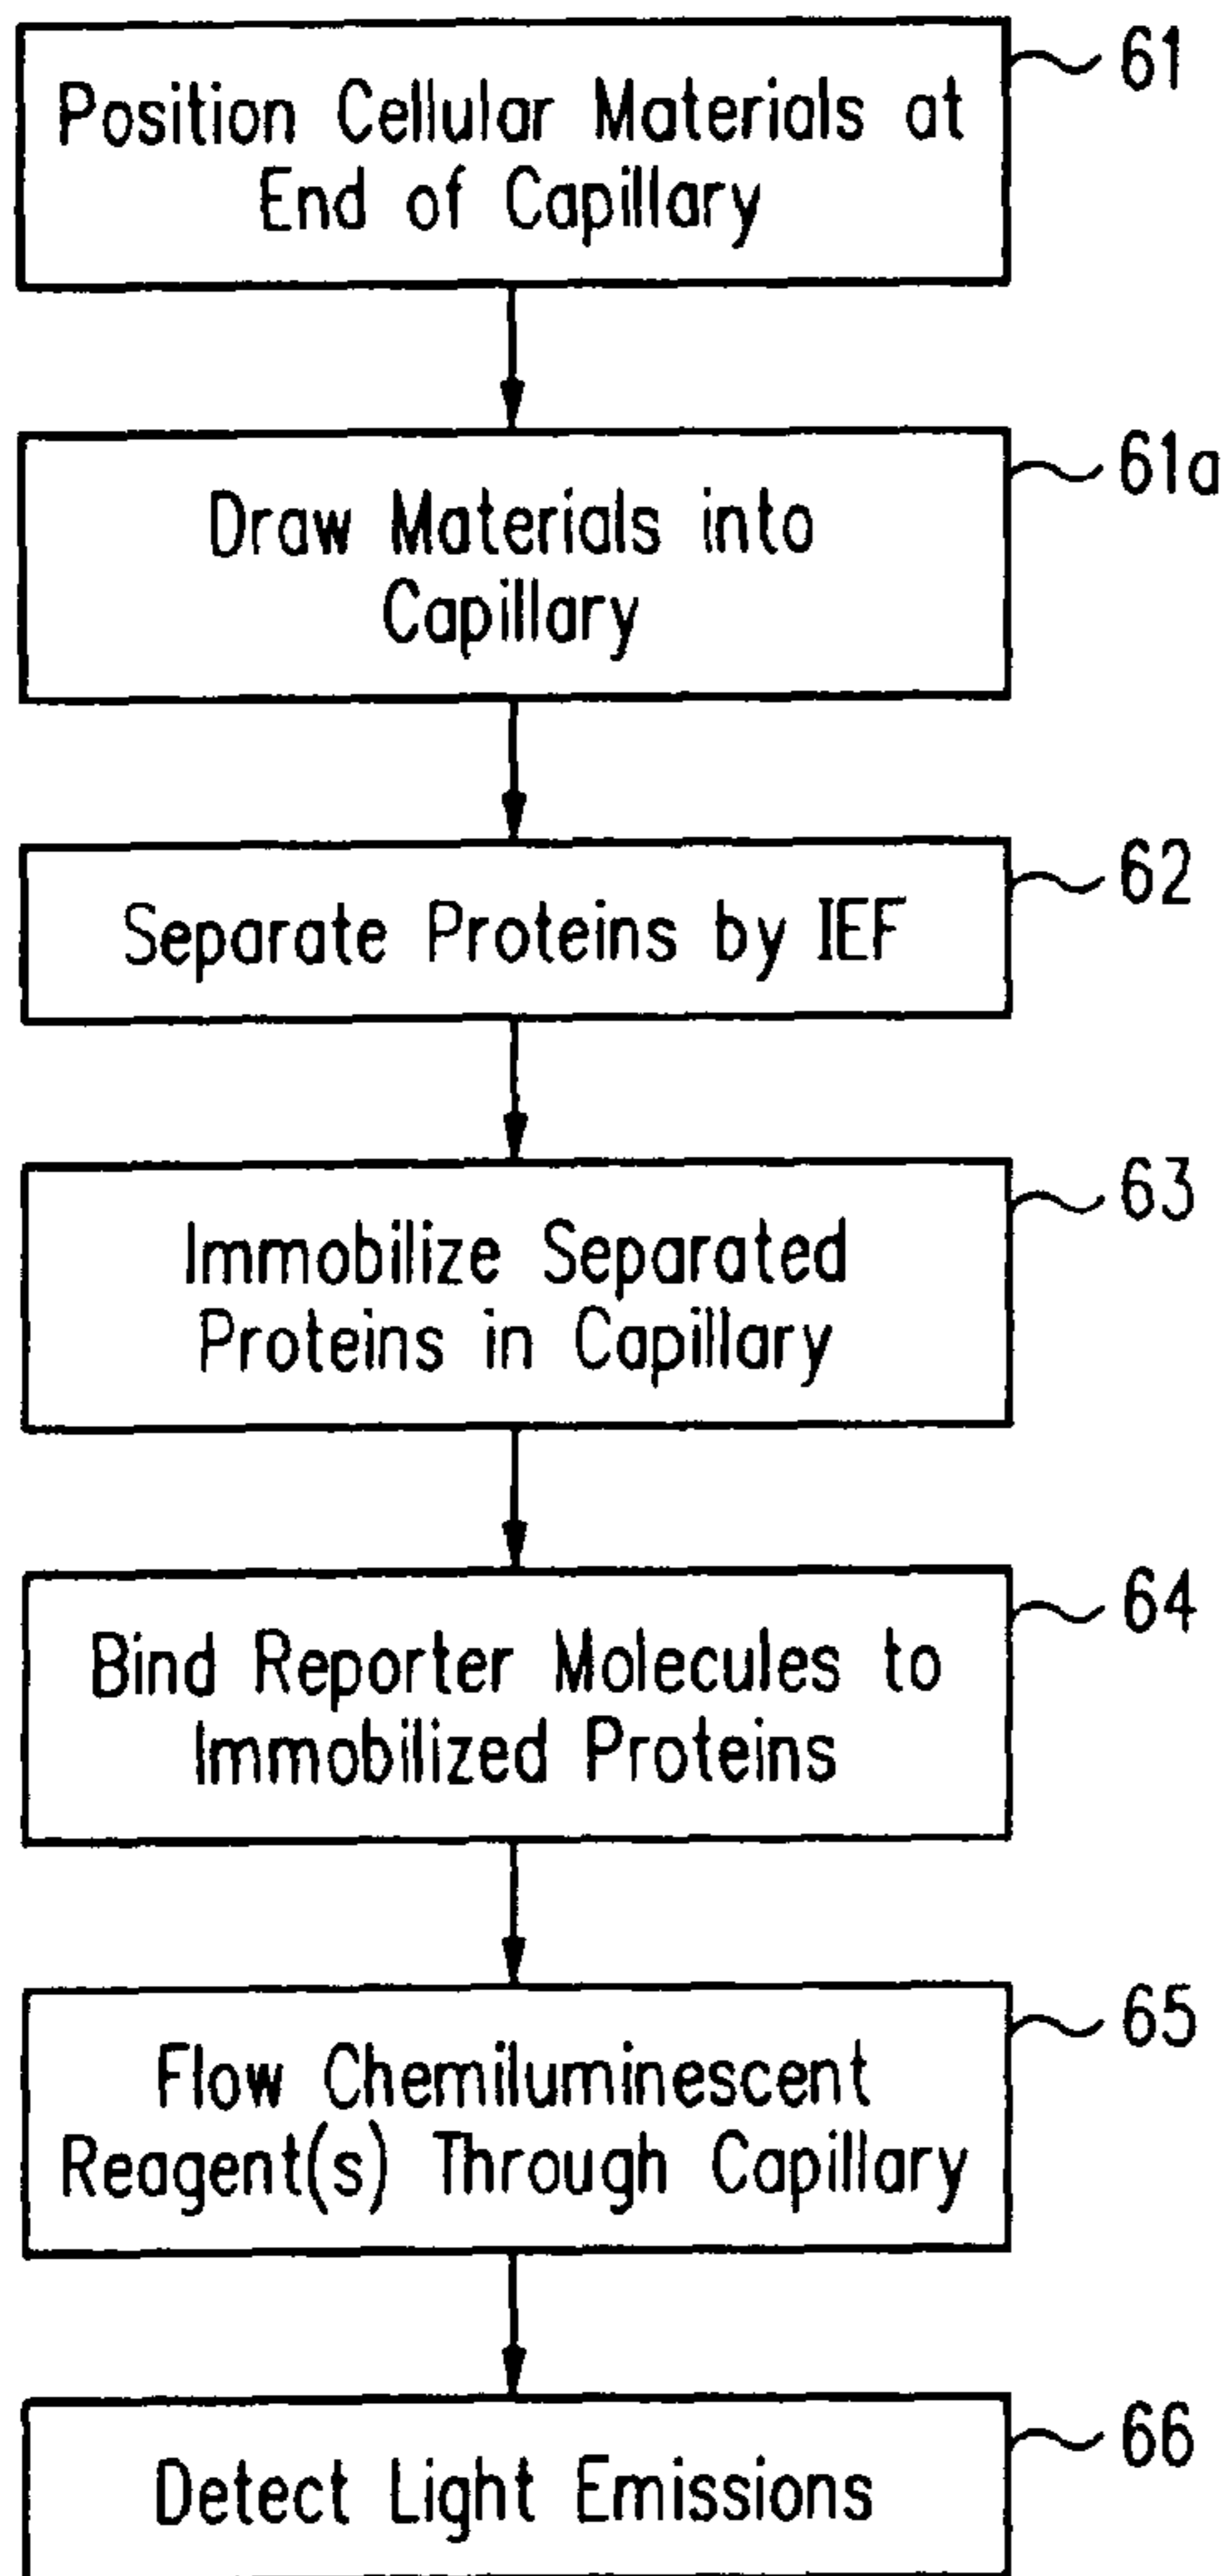 Position Cellular Materials at
End of Capillary
61
Draw Materials into
Capillary
61a
Separate Proteins by IEF
62
Immobilize Separated
Proteins in Capillary
63
Bind Reporter Molecules to
Immobilized Proteins
64
Flow Chemiluminescent
Reagent(s) Through Capillary
65
Detect Light Emissions
66